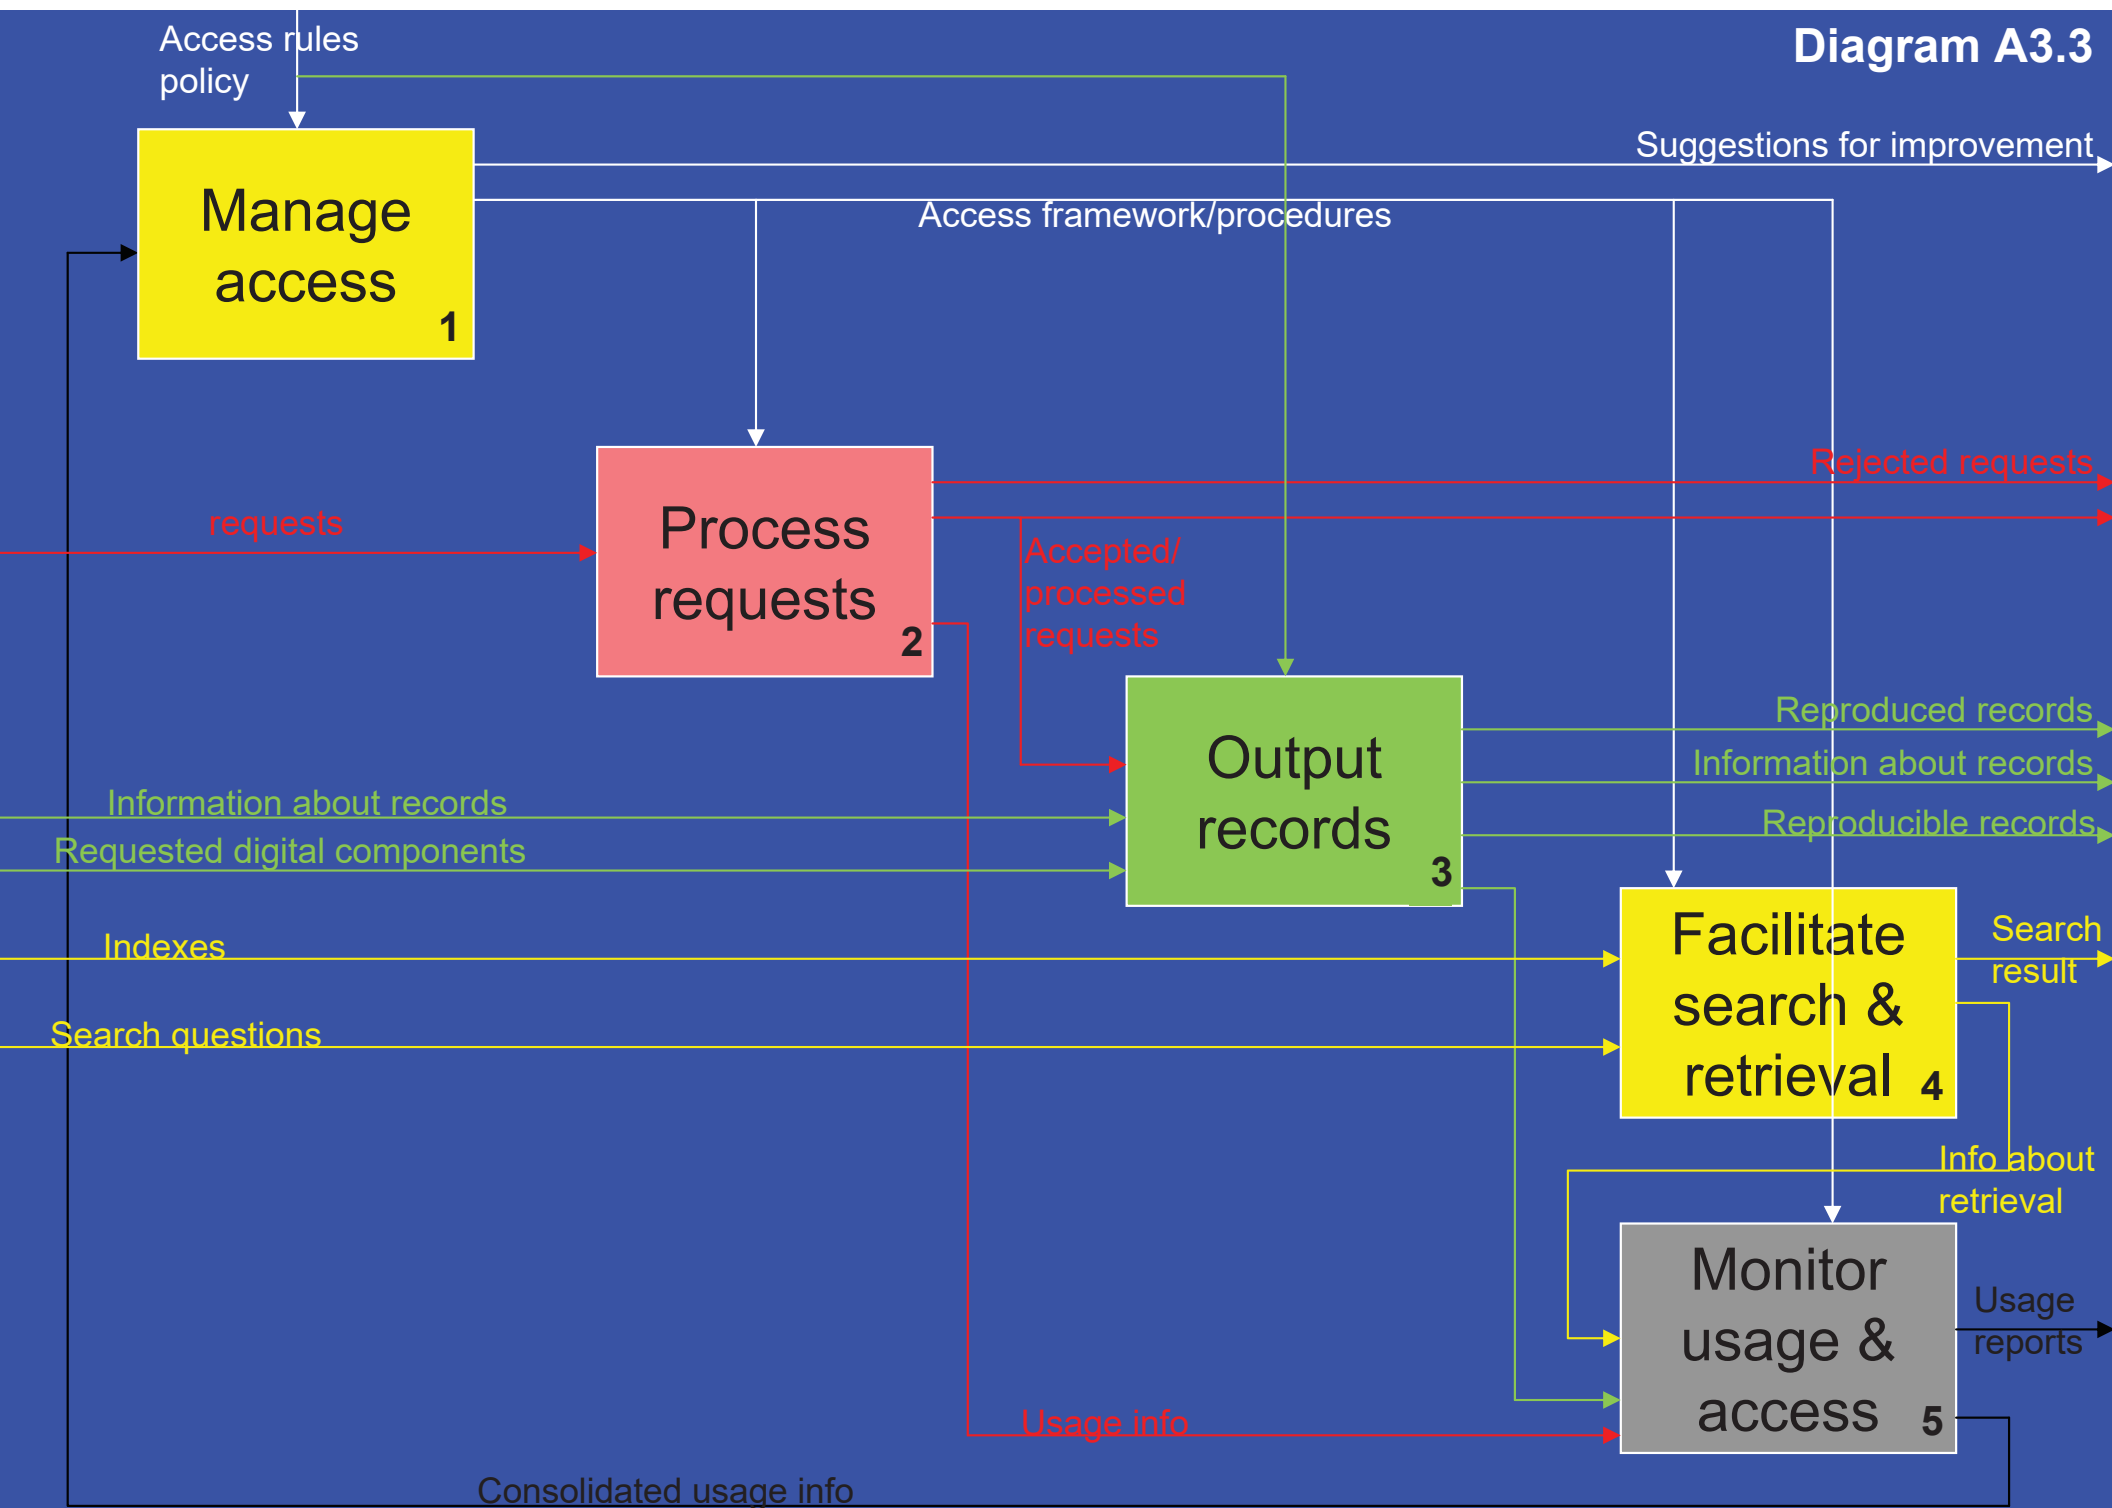 Access rules
policy
Diagram A3.3
Suggestions for improvement
Manage
access
1
Access framework/procedures
Rejected requests
requests
Process
requests
2
Accepted/
processed
requests
Reproduced records
Information about records
Reproducible records
Output
records
3
Information about records
Requested digital components
Indexes
Search questions
Facilitate
search &
retrieval
4
Search
result
Info about
retrieval
Monitor
usage &
access
5
Usage
reports
Usage info
Consolidated usage info